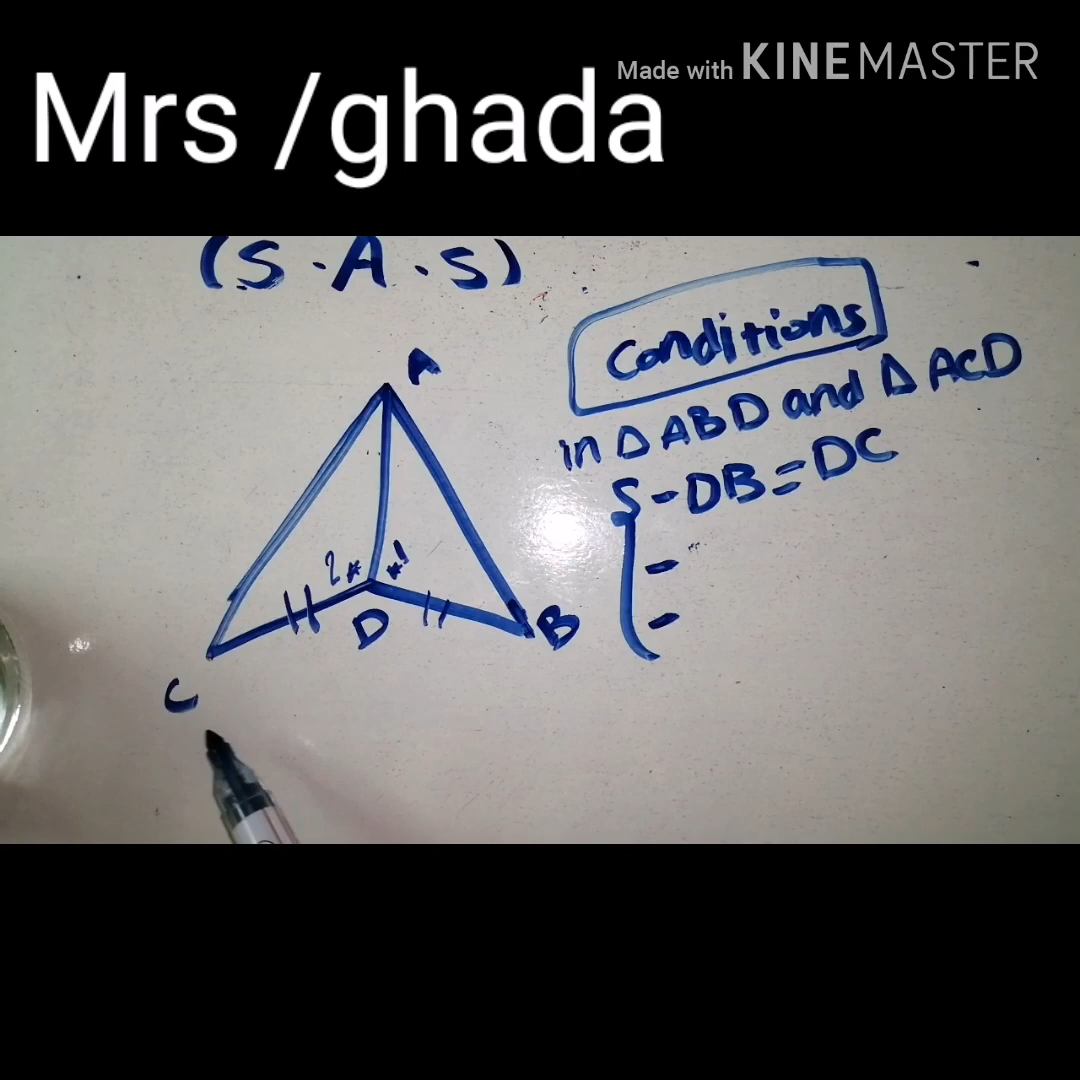 Made with KINEMASTER
Mrs /ghada
(S.A.S)
Conditions
in Δ ABD and Δ ACD
S - DB = DC
-
-
A
2* *1
D
B
C